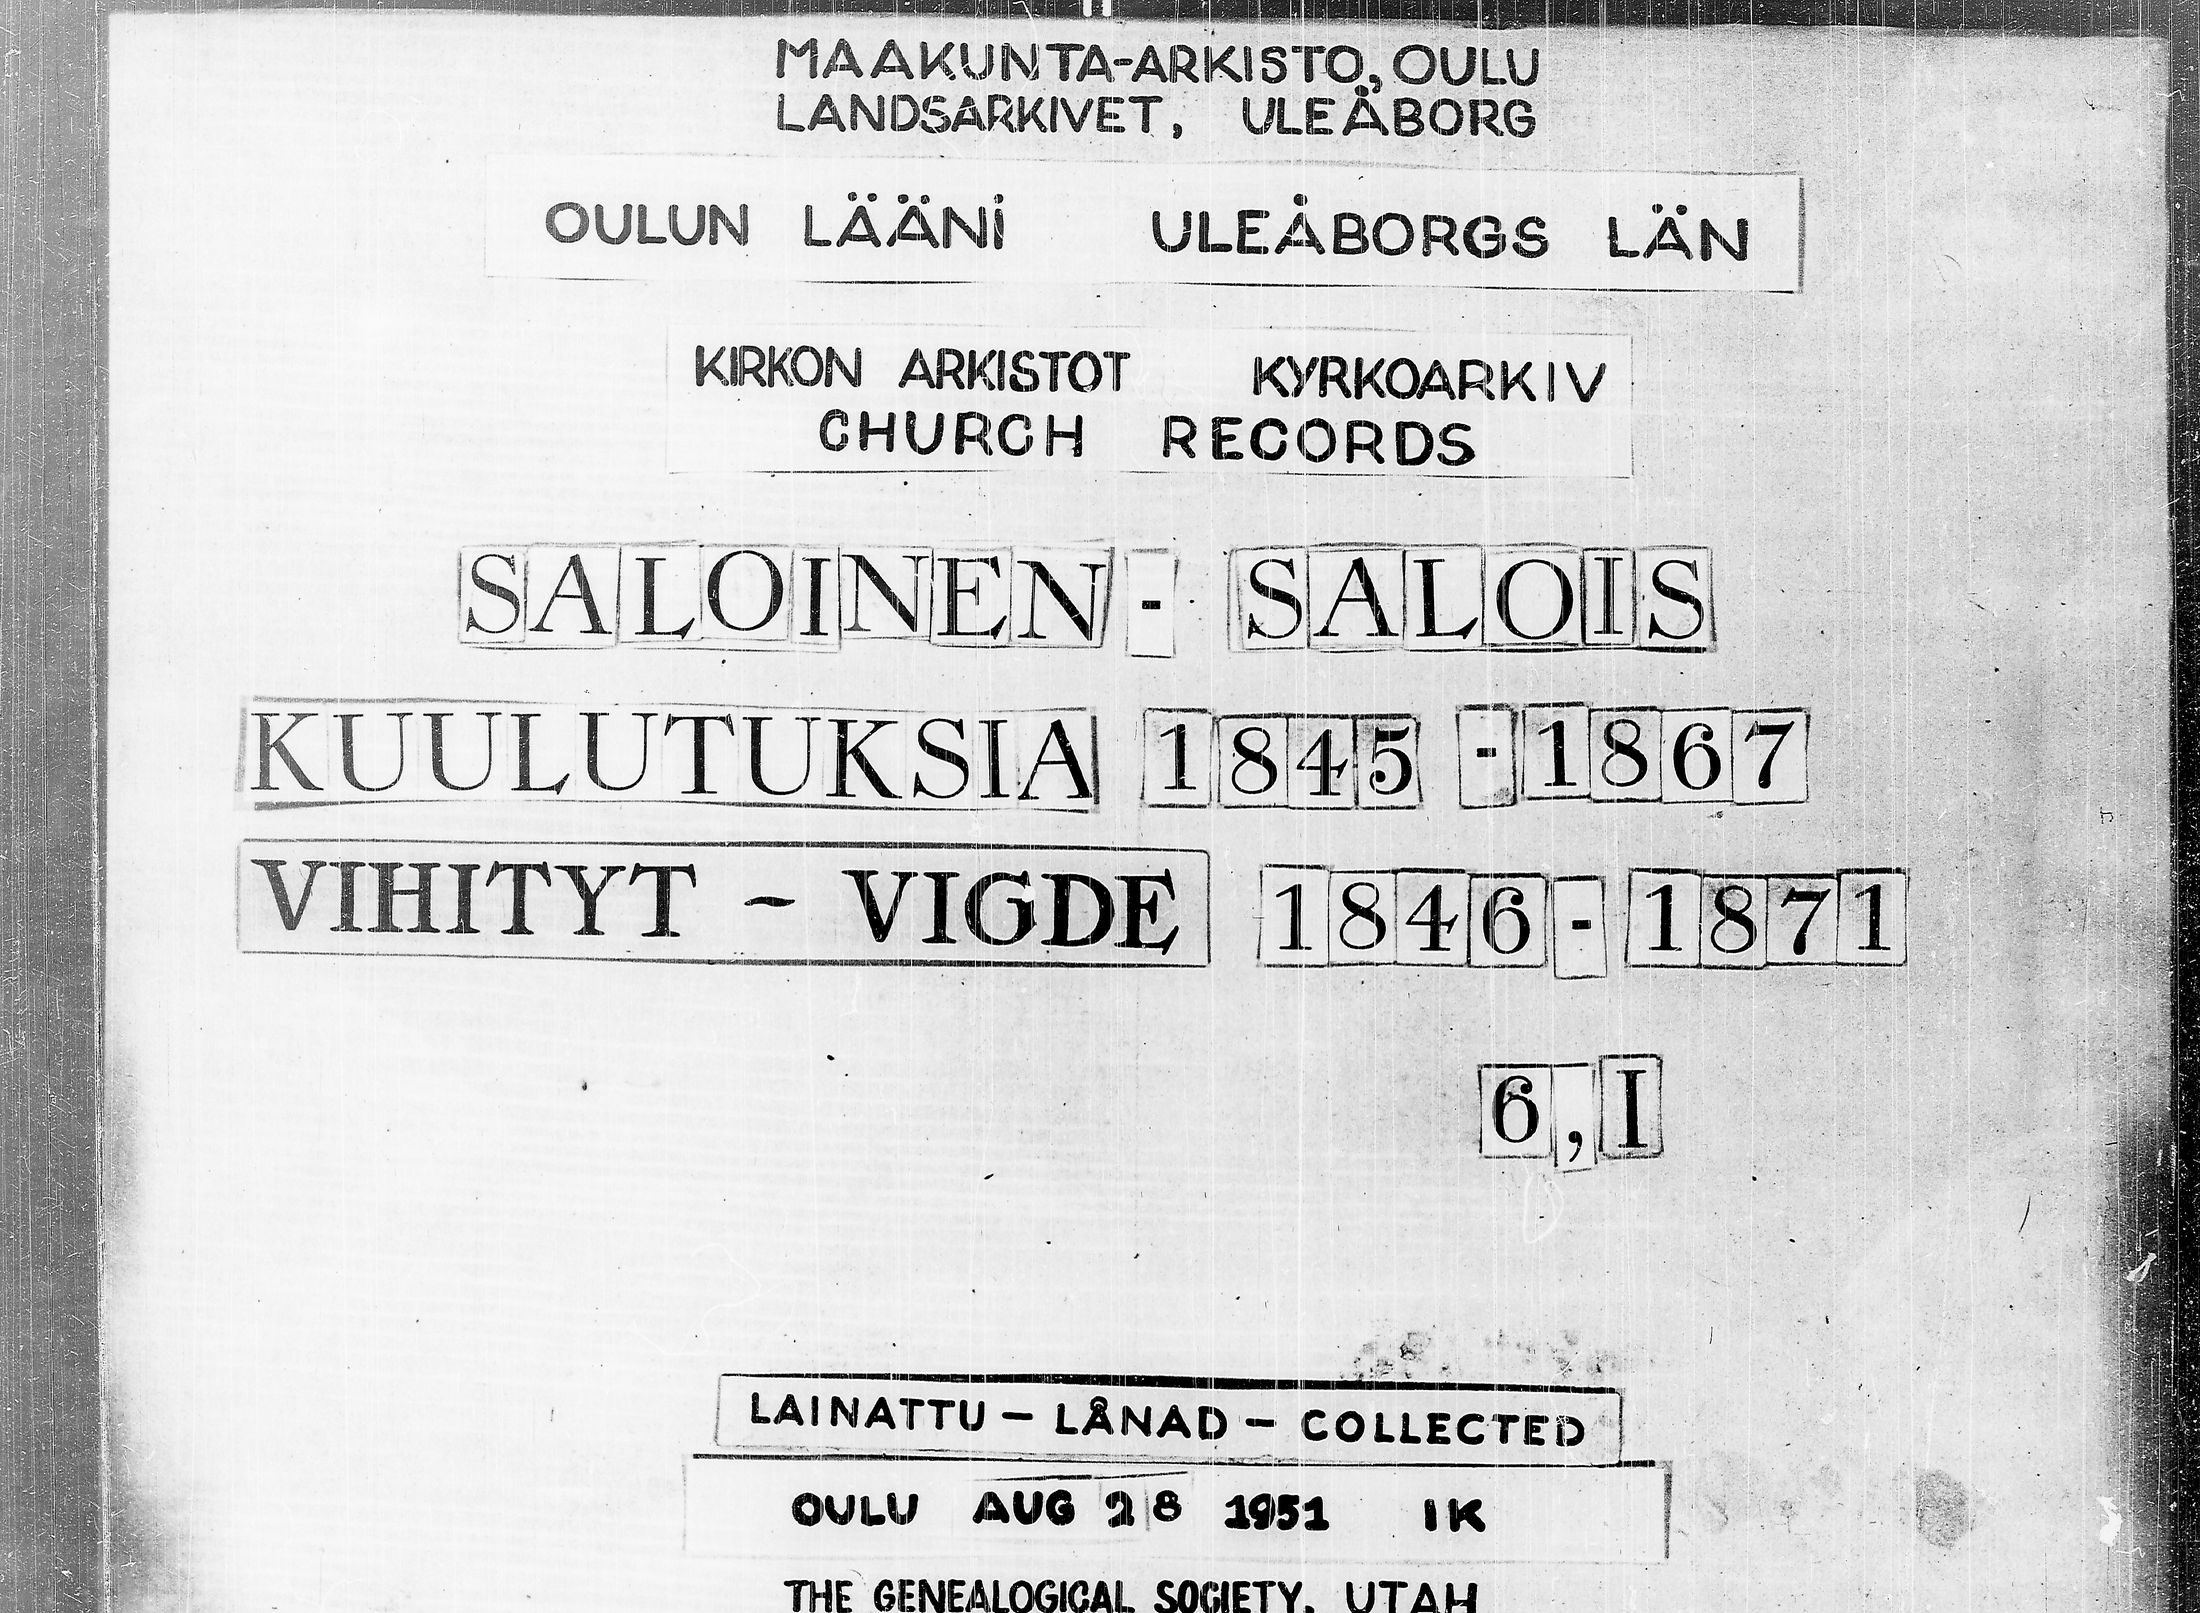 MAAKUNTA-ARKISTO, OULU
LANDSARKIVET, ULEÅBORG
OULUN LÄÄNI ULEÅBORGS LÄN
KIRKON ARKISTOT KYRKOARKIV
CHURCH RECORDS
SALOINEN - SALOIS
KUULUTUKSIA 1845 - 1867
VIHITYT - VIGDE 1846 - 1871
6,I
LAINATTU - LÅNAD - COLLECTED
OULU AUG 28 1951 IK
THE GENEALOGICAL SOCIETY, UTAH